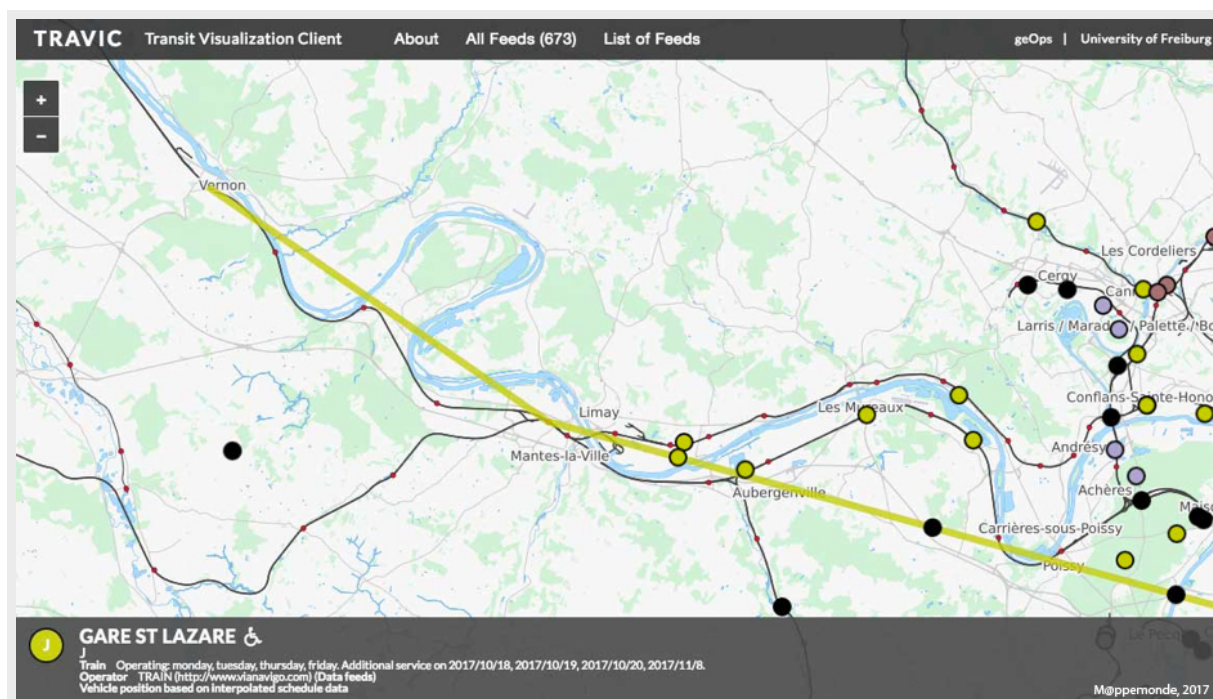 TRAVIC Transit Visualization Client About All Feeds (673) List of Feeds geOps | University of Freiburg
+
−
Vernon
Les Cordeliers
Cergy
Larris / Marad / Palette / Bo
Conflans-Sainte-Hono
Limay
Les Mureaux
Mantes-la-Ville
Andrésy
Aubergenville
Achères
Carrières-sous-Poissy
Poissy
J
GARE ST LAZARE
J
Train Operating: monday, tuesday, thursday, friday. Additional service on 2017/10/18, 2017/10/19, 2017/10/20, 2017/11/8.
Operator TRAIN (http://www.vianavigo.com) (Data feeds)
Vehicle position based on interpolated schedule data
M@ppemonde, 2017